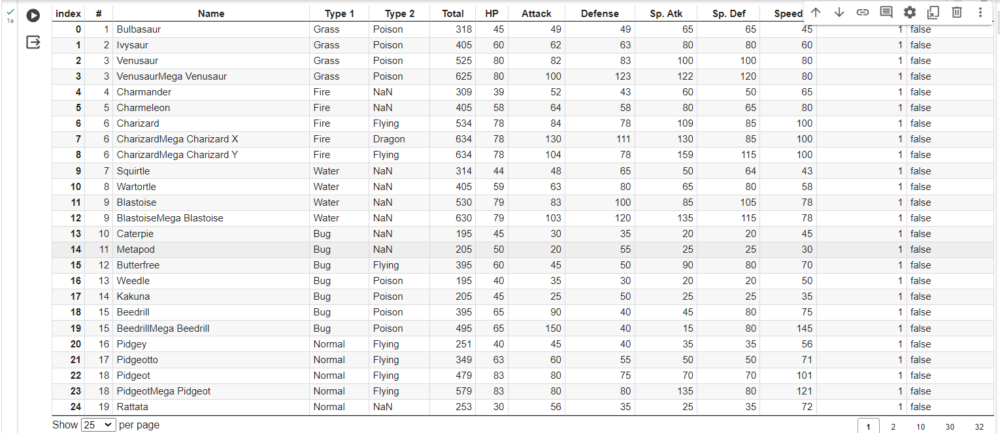 1s
index # Name Type 1 Type 2 Total HP Attack Defense Sp. Atk Sp. Def Speed
0 1 Bulbasaur Grass Poison 318 45 49 49 65 65 45 1 false
1 2 Ivysaur Grass Poison 405 60 62 63 80 80 60 1 false
2 3 Venusaur Grass Poison 525 80 82 83 100 100 80 1 false
3 3 VenusaurMega Venusaur Grass Poison 625 80 100 123 122 120 80 1 false
4 4 Charmander Fire NaN 309 39 52 43 60 50 65 1 false
5 5 Charmeleon Fire NaN 405 58 64 58 80 65 80 1 false
6 6 Charizard Fire Flying 534 78 84 78 109 85 100 1 false
7 6 CharizardMega Charizard X Fire Dragon 634 78 130 111 130 85 100 1 false
8 6 CharizardMega Charizard Y Fire Flying 634 78 104 78 159 115 100 1 false
9 7 Squirtle Water NaN 314 44 48 65 50 64 43 1 false
10 8 Wartortle Water NaN 405 59 63 80 65 80 58 1 false
11 9 Blastoise Water NaN 530 79 83 100 85 105 78 1 false
12 9 BlastoiseMega Blastoise Water NaN 630 79 103 120 135 115 78 1 false
13 10 Caterpie Bug NaN 195 45 30 35 20 20 45 1 false
14 11 Metapod Bug NaN 205 50 20 55 25 25 30 1 false
15 12 Butterfree Bug Flying 395 60 45 50 90 80 70 1 false
16 13 Weedle Bug Poison 195 40 35 30 20 20 50 1 false
17 14 Kakuna Bug Poison 205 45 25 50 25 25 35 1 false
18 15 Beedrill Bug Poison 395 65 90 40 45 80 75 1 false
19 15 BeedrillMega Beedrill Bug Poison 495 65 150 40 15 80 145 1 false
20 16 Pidgey Normal Flying 251 40 45 40 35 35 56 1 false
21 17 Pidgeotto Normal Flying 349 63 60 55 50 50 71 1 false
22 18 Pidgeot Normal Flying 479 83 80 75 70 70 101 1 false
23 18 PidgeotMega Pidgeot Normal Flying 579 83 80 80 135 80 121 1 false
24 19 Rattata Normal NaN 253 30 56 35 25 35 72 1 false
Show 25 per page 1 2 10 30 32